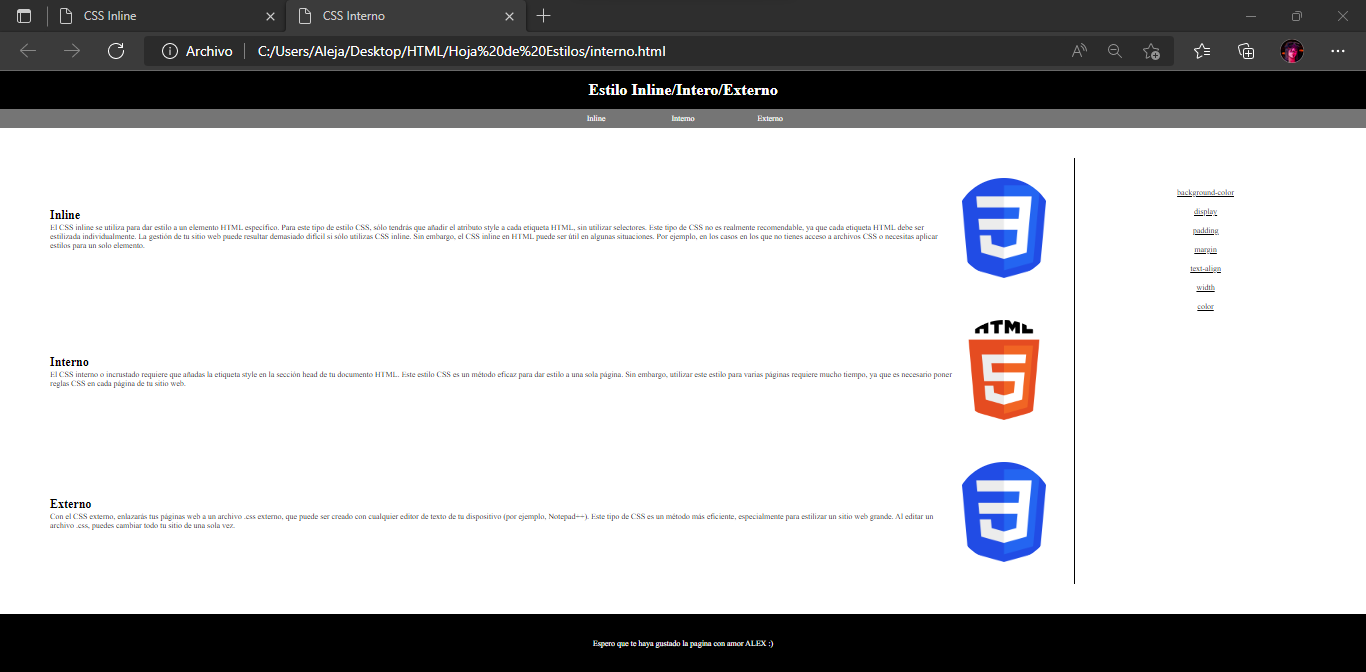 CSS Inline
CSS Interno
Archivo
C:/Users/Aleja/Desktop/HTML/Hoja%20de%20Estilos/interno.html
Estilo Inline/Intero/Externo
Inline Interno Externo
Inline
El CSS inline se utiliza para dar estilo a un elemento HTML específico. Para este tipo de estilo CSS, sólo tendrás que añadir el atributo style a cada etiqueta HTML, sin utilizar selectores. Este tipo de CSS no es realmente recomendable, ya que cada etiqueta HTML debe ser
estilizada individualmente. La gestión de tu sitio web puede resultar demasiado difícil si sólo utilizas CSS inline. Sin embargo, el CSS inline en HTML puede ser útil en algunas situaciones. Por ejemplo, en los casos en los que no tienes acceso a archivos CSS o necesitas aplicar
estilos para un solo elemento.
3
Interno
El CSS interno o incrustado requiere que añadas la etiqueta style en la sección head de tu documento HTML. Este estilo CSS es un método eficaz para dar estilo a una sola página. Sin embargo, utilizar este estilo para varias páginas requiere mucho tiempo, ya que es necesario poner
reglas CSS en cada página de tu sitio web.
HTML
5
Externo
Con el CSS externo, enlazarás tus páginas web a un archivo .css externo, que puede ser creado con cualquier editor de texto de tu dispositivo (por ejemplo, Notepad++). Este tipo de CSS es un método más eficiente, especialmente para estilizar un sitio web grande. Al editar un
archivo .css, puedes cambiar todo tu sitio de una sola vez.
3
background-color
display
padding
margin
text-align
width
color
Espero que te haya gustado la pagina con amor ALEX :)